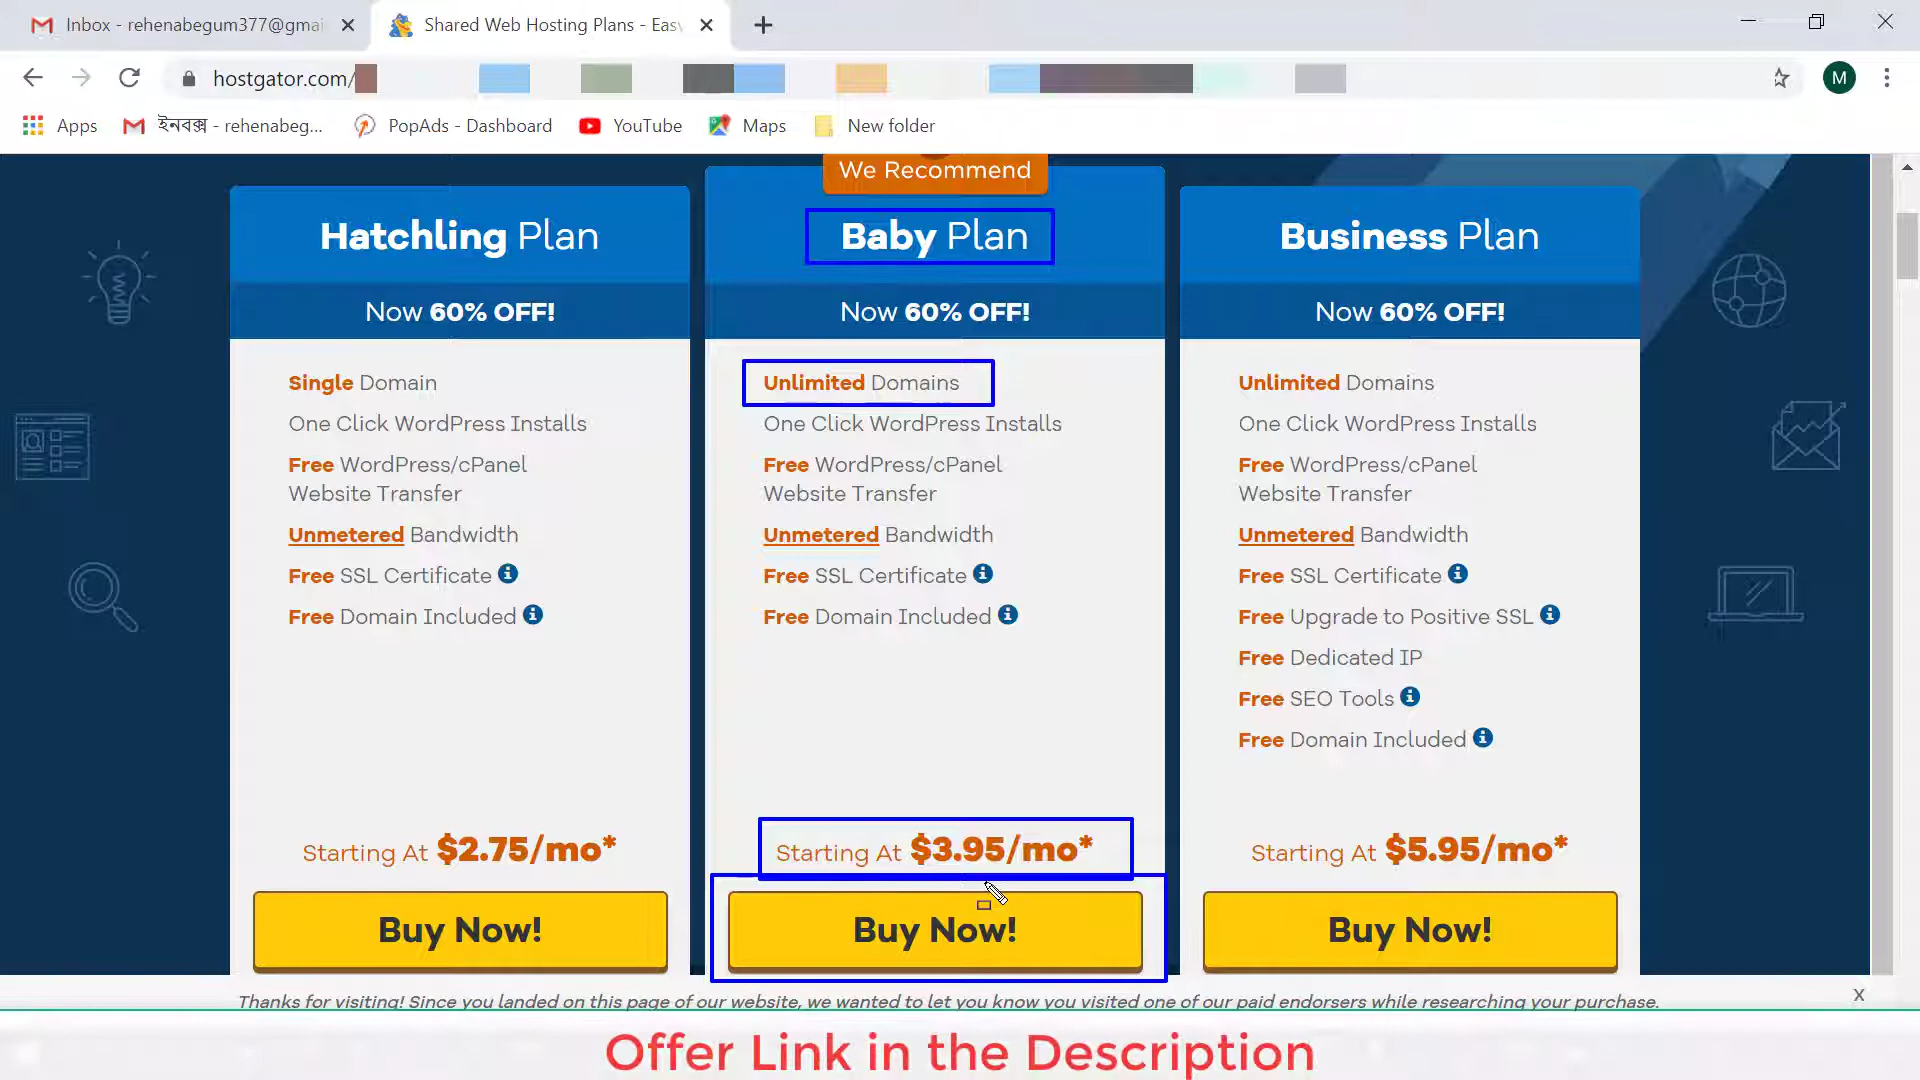 Inbox - rehenabegum377@gmai
Shared Web Hosting Plans - Easy
hostgator.com/
M
Apps
ইনবক্স - rehenabeg...
PopAds - Dashboard
YouTube
Maps
New folder
We Recommend
Hatchling Plan
Now 60% OFF!
Single Domain
One Click WordPress Installs
Free WordPress/cPanel
Website Transfer
Unmetered Bandwidth
Free SSL Certificate
Free Domain Included
Starting At $2.75/mo*
Buy Now!
Baby Plan
Now 60% OFF!
Unlimited Domains
One Click WordPress Installs
Free WordPress/cPanel
Website Transfer
Unmetered Bandwidth
Free SSL Certificate
Free Domain Included
Starting At $3.95/mo*
Buy Now!
Business Plan
Now 60% OFF!
Unlimited Domains
One Click WordPress Installs
Free WordPress/cPanel
Website Transfer
Unmetered Bandwidth
Free SSL Certificate
Free Upgrade to Positive SSL
Free Dedicated IP
Free SEO Tools
Free Domain Included
Starting At $5.95/mo*
Buy Now!
Thanks for visiting! Since you landed on this page of our website, we wanted to let you know you visited one of our paid endorsers while researching your purchase.
X
Offer Link in the Description